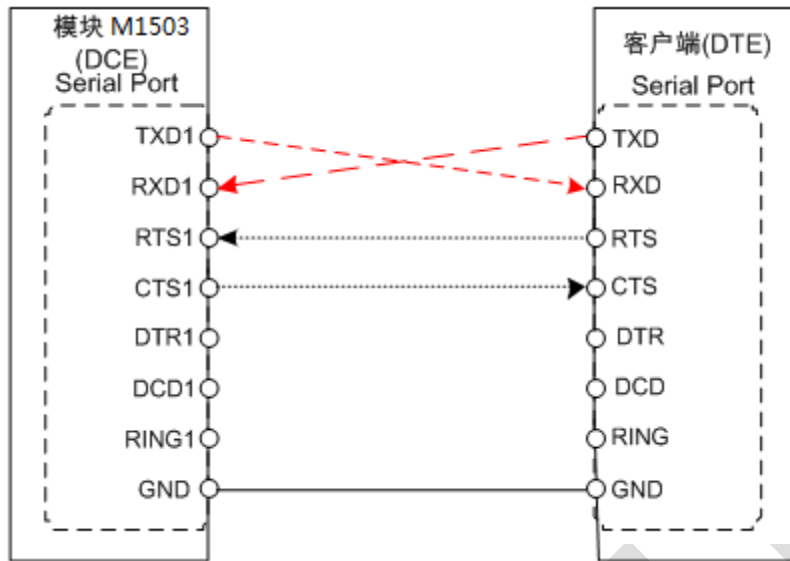 模块 M1503
(DCE)
Serial Port
TXD1
RXD1
RTS1
CTS1
DTR1
DCD1
RING1
GND
客户端(DTE)
Serial Port
TXD
RXD
RTS
CTS
DTR
DCD
RING
GND